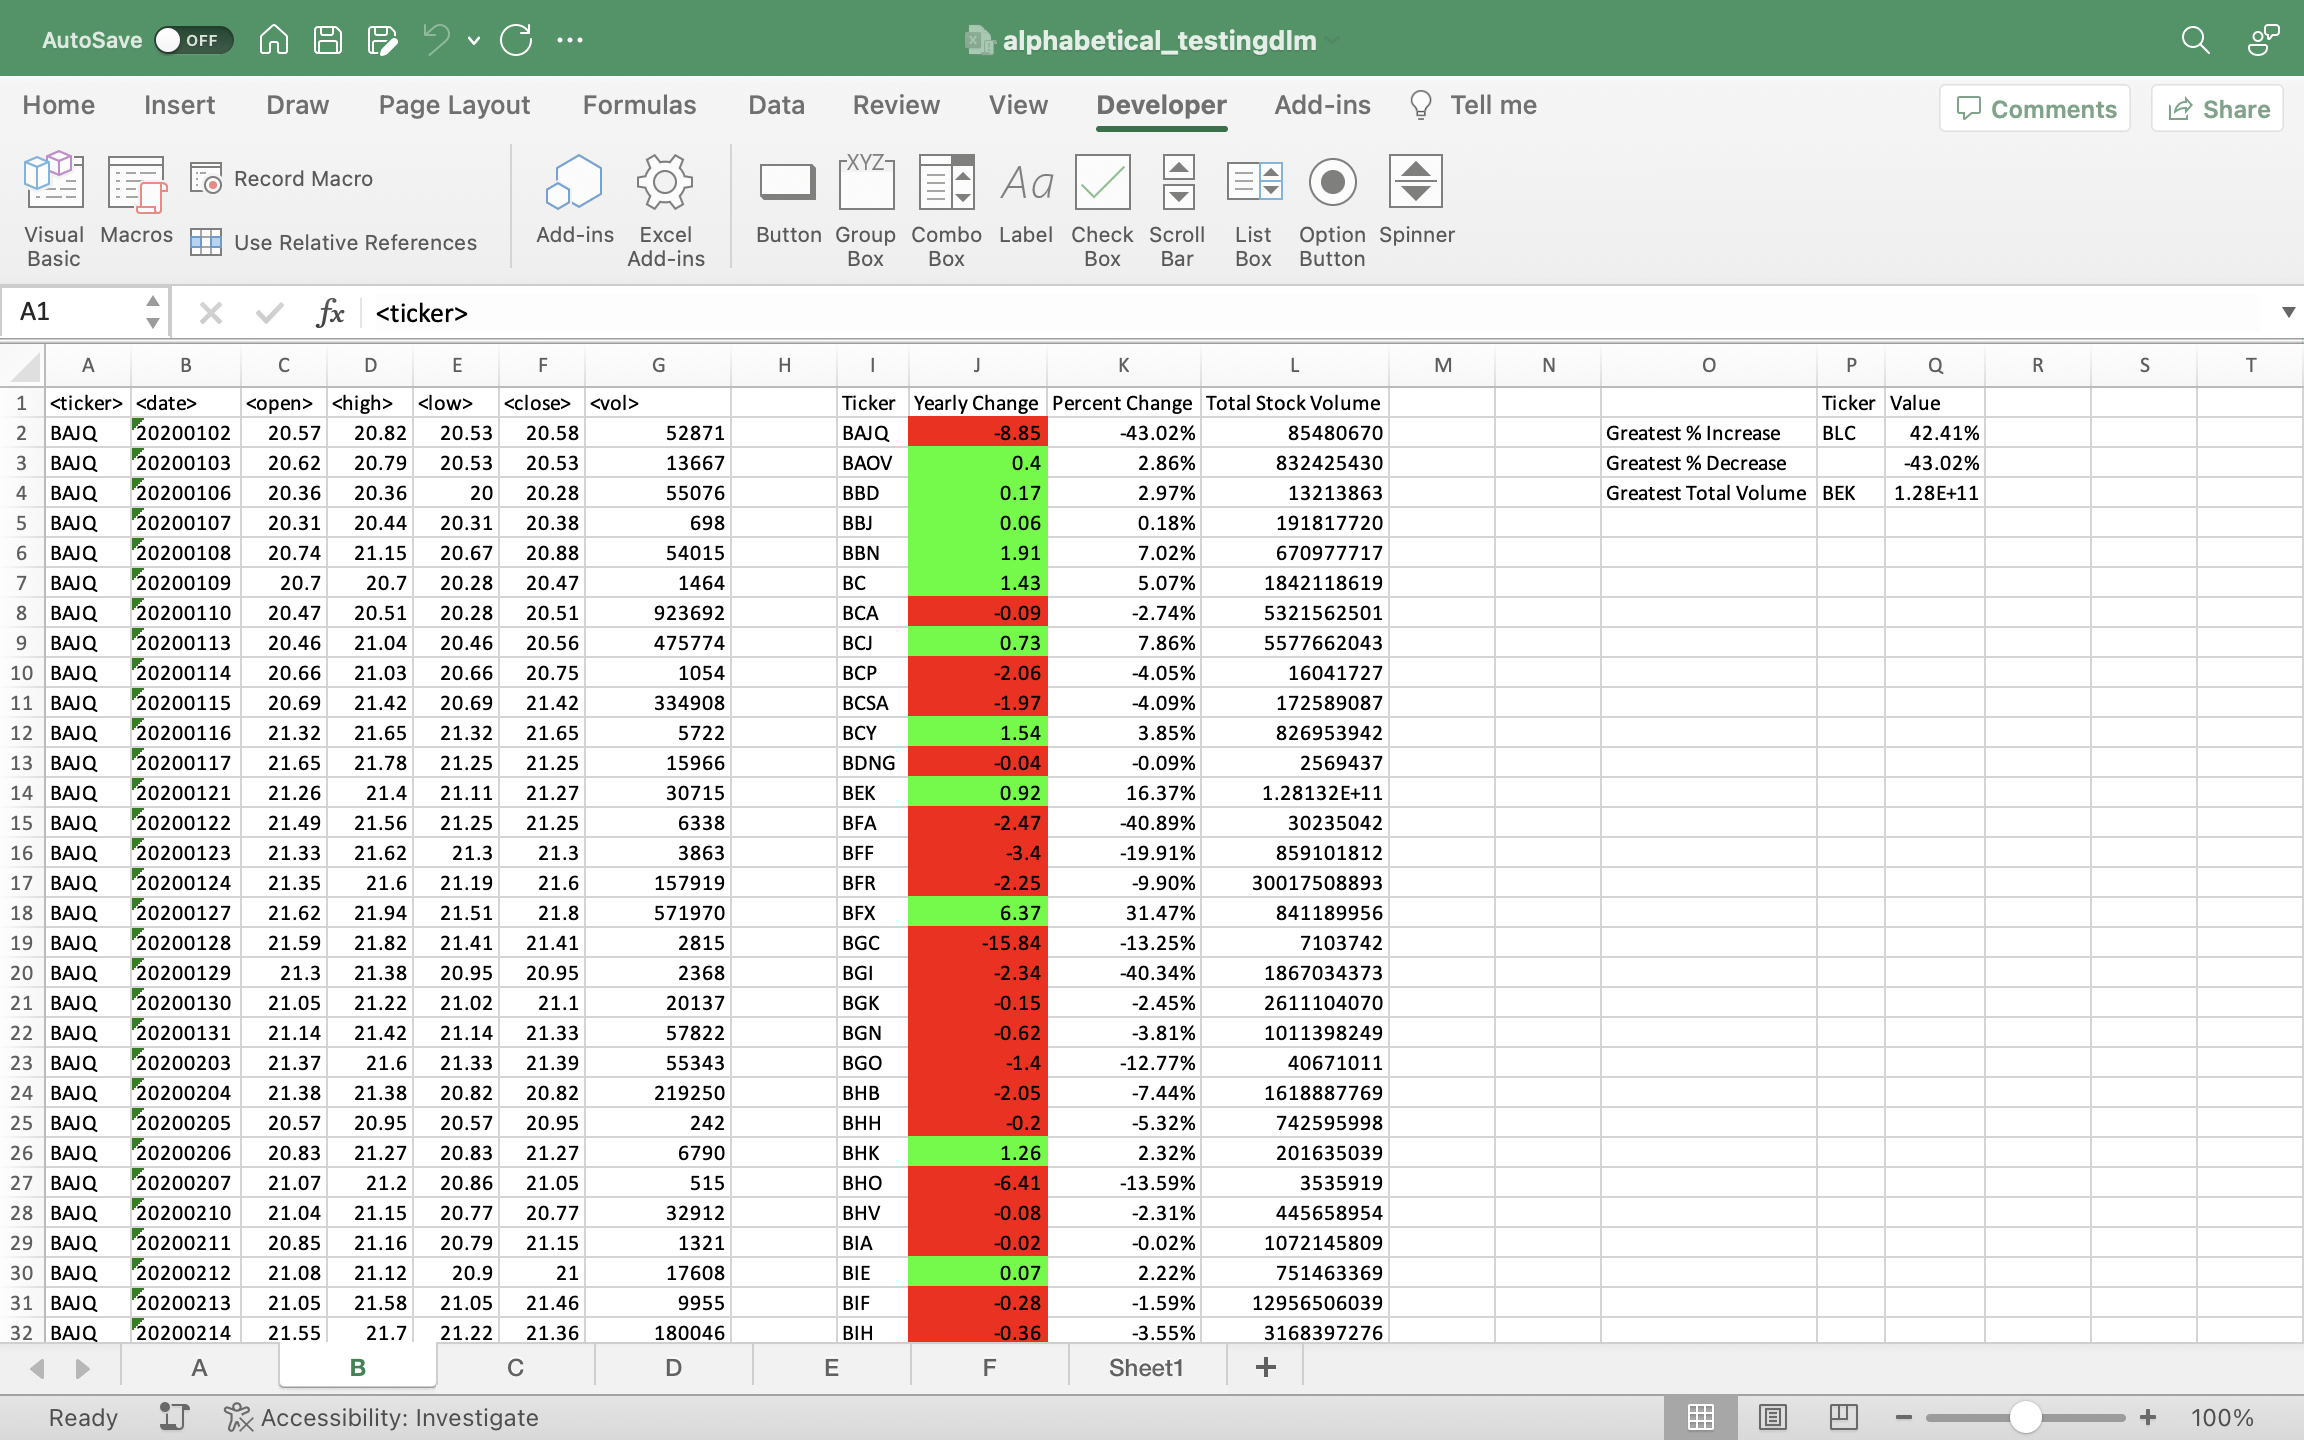 AutoSave OFF alphabetical_testingdlm
Home Insert Draw Page Layout Formulas Data Review View Developer Add-ins Tell me Comments Share
Visual Basic Macros Record Macro Use Relative References Add-ins Excel Add-ins Button Group Box Combo Box Label Check Box Scroll Bar List Box Option Button Spinner
XYZ Aa
A1 fx <ticker>
A B C D E F G H I J K L M N O P Q R S T
1 <ticker> <date> <open> <high> <low> <close> <vol> Ticker Yearly Change Percent Change Total Stock Volume Ticker Value
2 BAJQ 20200102 20.57 20.82 20.53 20.58 52871 BAJQ -8.85 -43.02% 85480670 Greatest % Increase BLC 42.41%
3 BAJQ 20200103 20.62 20.79 20.53 20.53 13667 BAOV 0.4 2.86% 832425430 Greatest % Decrease -43.02%
4 BAJQ 20200106 20.36 20.36 20 20.28 55076 BBD 0.17 2.97% 13213863 Greatest Total Volume BEK 1.28E+11
5 BAJQ 20200107 20.31 20.44 20.31 20.38 698 BBJ 0.06 0.18% 191817720
6 BAJQ 20200108 20.74 21.15 20.67 20.88 54015 BBN 1.91 7.02% 670977717
7 BAJQ 20200109 20.7 20.7 20.28 20.47 1464 BC 1.43 5.07% 1842118619
8 BAJQ 20200110 20.47 20.51 20.28 20.51 923692 BCA -0.09 -2.74% 5321562501
9 BAJQ 20200113 20.46 21.04 20.46 20.56 475774 BCJ 0.73 7.86% 5577662043
10 BAJQ 20200114 20.66 21.03 20.66 20.75 1054 BCP -2.06 -4.05% 16041727
11 BAJQ 20200115 20.69 21.42 20.69 21.42 334908 BCSA -1.97 -4.09% 172589087
12 BAJQ 20200116 21.32 21.65 21.32 21.65 5722 BCY 1.54 3.85% 826953942
13 BAJQ 20200117 21.65 21.78 21.25 21.25 15966 BDNG -0.04 -0.09% 2569437
14 BAJQ 20200121 21.26 21.4 21.11 21.27 30715 BEK 0.92 16.37% 1.28132E+11
15 BAJQ 20200122 21.49 21.56 21.25 21.25 6338 BFA -2.47 -40.89% 30235042
16 BAJQ 20200123 21.33 21.62 21.3 21.3 3863 BFF -3.4 -19.91% 859101812
17 BAJQ 20200124 21.35 21.6 21.19 21.6 157919 BFR -2.25 -9.90% 30017508893
18 BAJQ 20200127 21.62 21.94 21.51 21.8 571970 BFX 6.37 31.47% 841189956
19 BAJQ 20200128 21.59 21.82 21.41 21.41 2815 BGC -15.84 -13.25% 7103742
20 BAJQ 20200129 21.3 21.38 20.95 20.95 2368 BGI -2.34 -40.34% 1867034373
21 BAJQ 20200130 21.05 21.22 21.02 21.1 20137 BGK -0.15 -2.45% 2611104070
22 BAJQ 20200131 21.14 21.42 21.14 21.33 57822 BGN -0.62 -3.81% 1011398249
23 BAJQ 20200203 21.37 21.6 21.33 21.39 55343 BGO -1.4 -12.77% 40671011
24 BAJQ 20200204 21.38 21.38 20.82 20.82 219250 BHB -2.05 -7.44% 1618887769
25 BAJQ 20200205 20.57 20.95 20.57 20.95 242 BHH -0.2 -5.32% 742595998
26 BAJQ 20200206 20.83 21.27 20.83 21.27 6790 BHK 1.26 2.32% 201635039
27 BAJQ 20200207 21.07 21.2 20.86 21.05 515 BHO -6.41 -13.59% 3535919
28 BAJQ 20200210 21.04 21.15 20.77 20.77 32912 BHV -0.08 -2.31% 445658954
29 BAJQ 20200211 20.85 21.16 20.79 21.15 1321 BIA -0.02 -0.02% 1072145809
30 BAJQ 20200212 21.08 21.12 20.9 21 17608 BIE 0.07 2.22% 751463369
31 BAJQ 20200213 21.05 21.58 21.05 21.46 9955 BIF -0.28 -1.59% 12956506039
32 BAJQ 20200214 21.55 21.7 21.22 21.36 180046 BIH -0.36 -3.55% 3168397276
A B C D E F Sheet1 +
Ready Accessibility: Investigate 100%